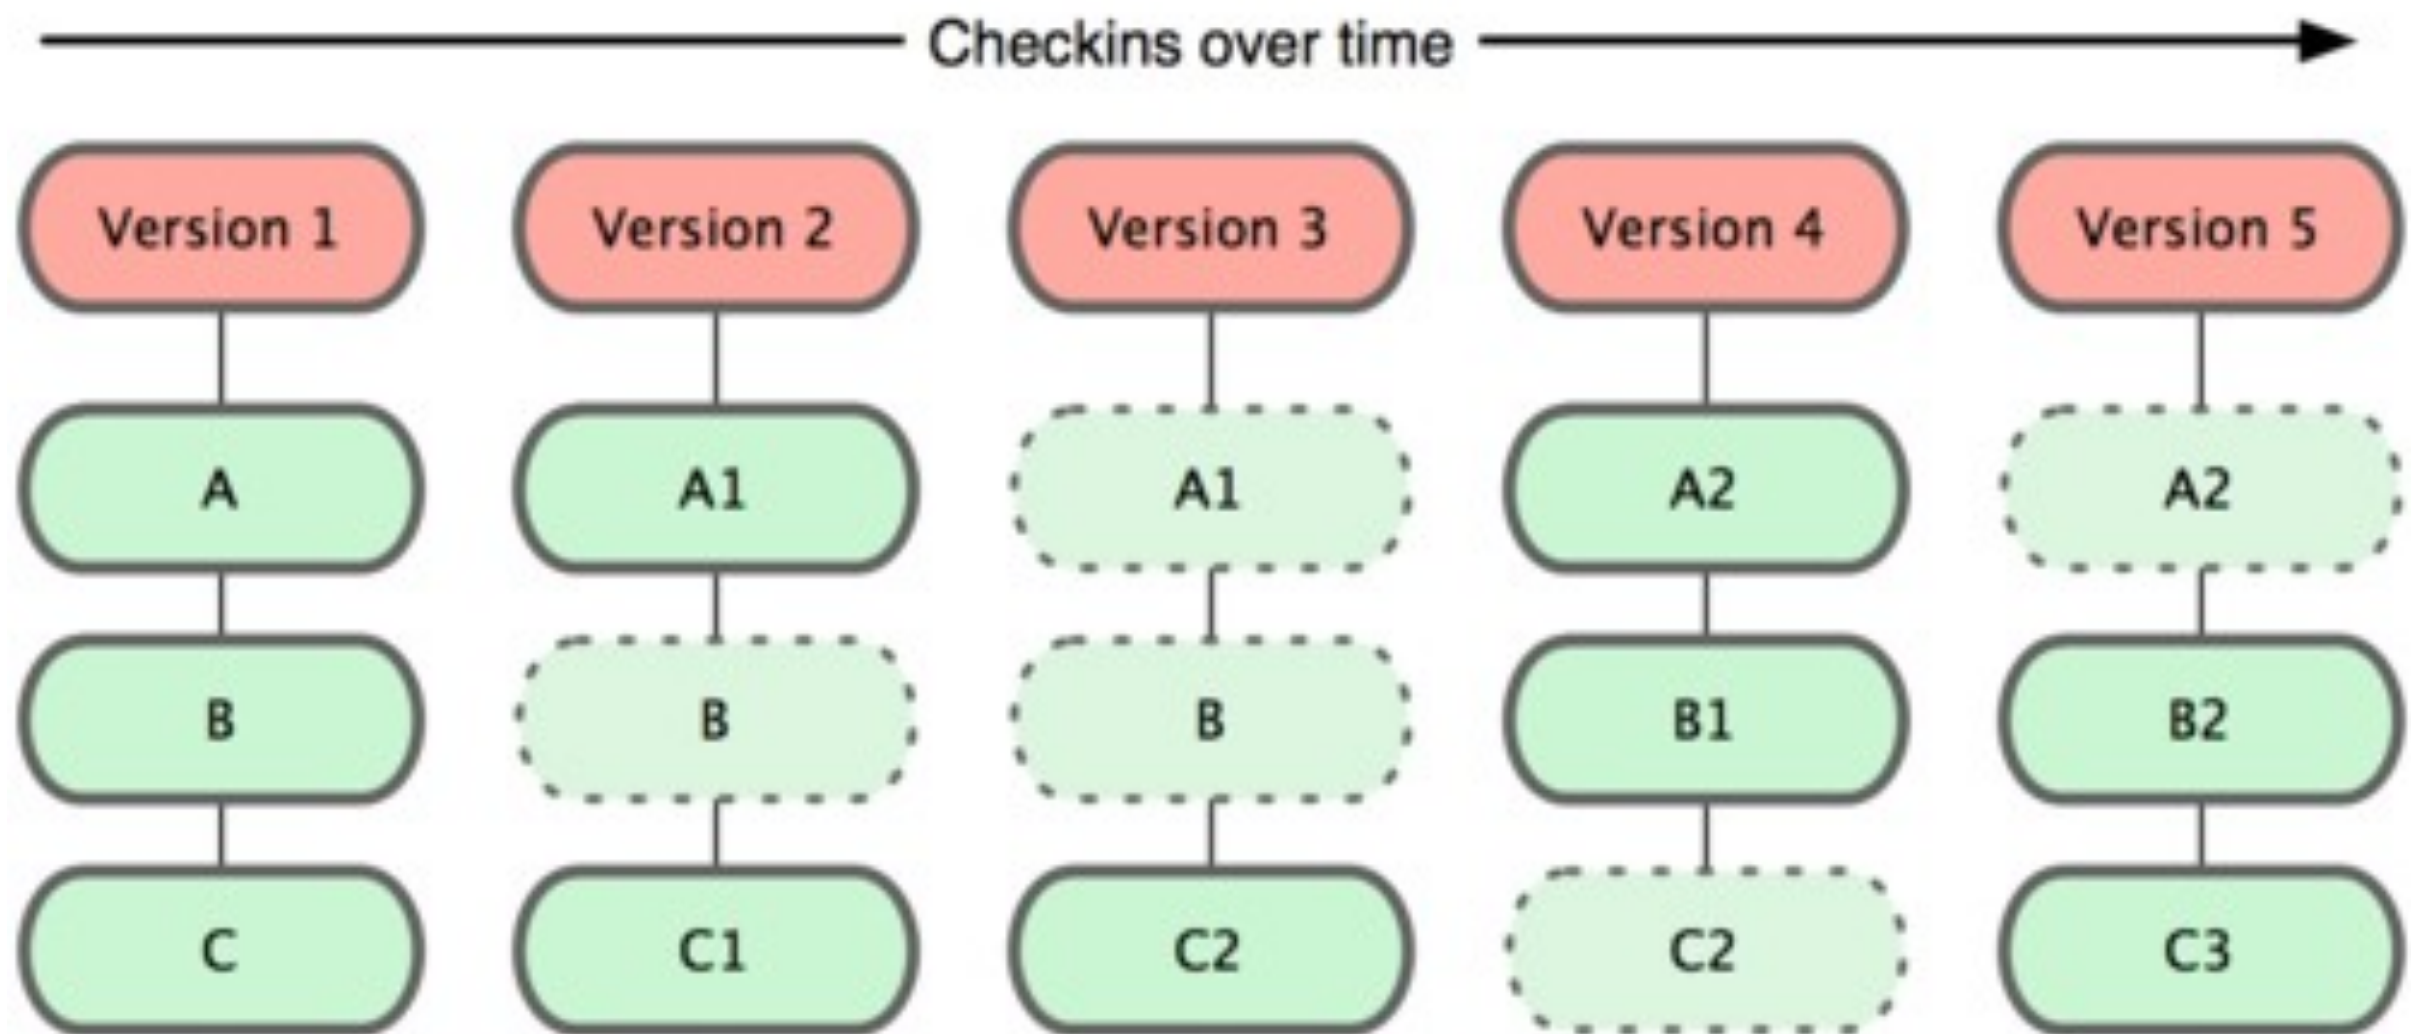 Checkins over time
Version 1 Version 2 Version 3 Version 4 Version 5
A A1 A1 A2 A2
B B B B1 B2
C C1 C2 C2 C3